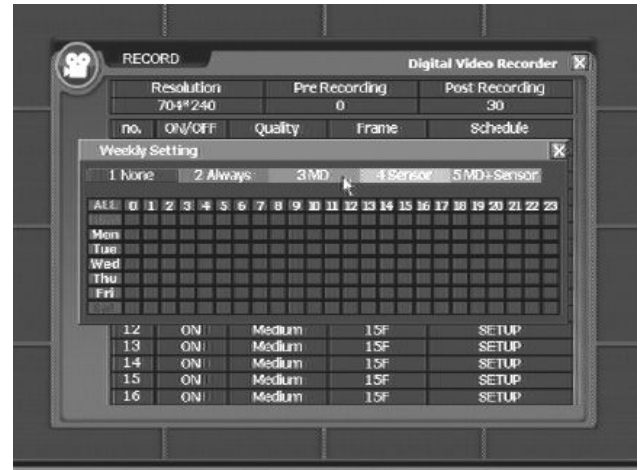 RECORD
Digital Video Recorder X
Resolution Pre Recording Post Recording
704*240 0 30
no. ON/OFF Quality Frame Schedule
Weekly Setting X
1 None 2 Always 3 MD 4 Sensor 5 MD+Sensor
ALL 0 1 2 3 4 5 6 7 8 9 10 11 12 13 14 15 16 17 18 19 20 21 22 23
Mon
Tue
Wed
Thu
Fri
12 ON Medium 15F SETUP
13 ON Medium 15F SETUP
14 ON Medium 15F SETUP
15 ON Medium 15F SETUP
16 ON Medium 15F SETUP